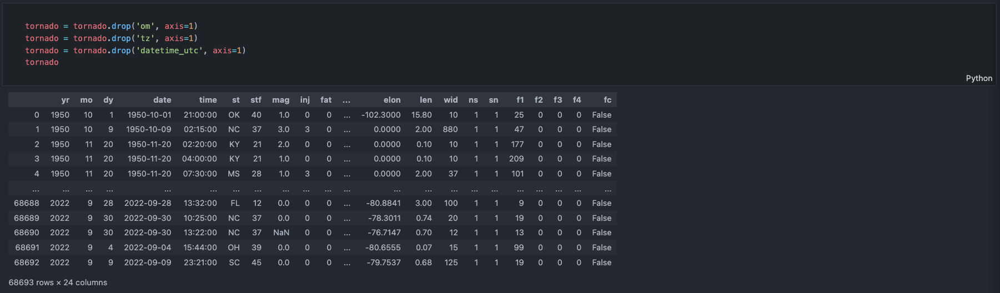 tornado = tornado.drop('om', axis=1)
tornado = tornado.drop('tz', axis=1)
tornado = tornado.drop('datetime_utc', axis=1)
tornado
Python
yr mo dy date time st stf mag inj fat ... elon len wid ns sn f1 f2 f3 f4 fc
0 1950 10 1 1950-10-01 21:00:00 OK 40 1.0 0 0 ... -102.3000 15.80 10 1 1 25 0 0 0 False
1 1950 10 9 1950-10-09 02:15:00 NC 37 3.0 3 0 ... 0.0000 2.00 880 1 1 47 0 0 0 False
2 1950 11 20 1950-11-20 02:20:00 KY 21 2.0 0 0 ... 0.0000 0.10 10 1 1 177 0 0 0 False
3 1950 11 20 1950-11-20 04:00:00 KY 21 1.0 0 0 ... 0.0000 0.10 10 1 1 209 0 0 0 False
4 1950 11 20 1950-11-20 07:30:00 MS 28 1.0 3 0 ... 0.0000 2.00 37 1 1 101 0 0 0 False
... ... ... ... ... ... ... ... ... ... ... ... ... ... ... ... ... ... ... ... ... ...
68688 2022 9 28 2022-09-28 13:32:00 FL 12 0.0 0 0 ... -80.8841 3.00 100 1 1 9 0 0 0 False
68689 2022 9 30 2022-09-30 10:25:00 NC 37 0.0 0 0 ... -78.3011 0.74 20 1 1 19 0 0 0 False
68690 2022 9 30 2022-09-30 13:22:00 NC 37 NaN 0 0 ... -76.7147 0.70 12 1 1 13 0 0 0 False
68691 2022 9 4 2022-09-04 15:44:00 OH 39 0.0 0 0 ... -80.6555 0.07 15 1 1 99 0 0 0 False
68692 2022 9 9 2022-09-09 23:21:00 SC 45 0.0 0 0 ... -79.7537 0.68 125 1 1 19 0 0 0 False
68693 rows × 24 columns